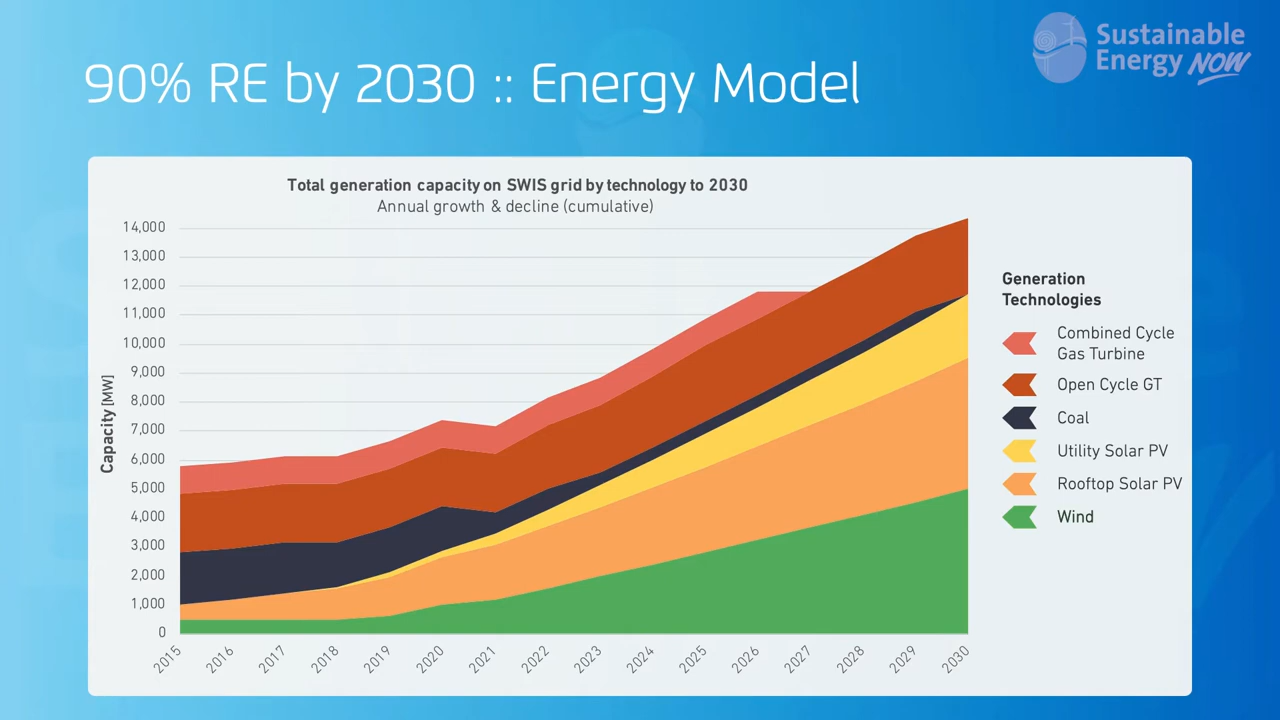 Sustainable
Energy NOW
90% RE by 2030 :: Energy Model
Total generation capacity on SWIS grid by technology to 2030
Annual growth & decline (cumulative)
Capacity [MW]
14,000
13,000
12,000
11,000
10,000
9,000
8,000
7,000
6,000
5,000
4,000
3,000
2,000
1,000
0
2015
2016
2017
2018
2019
2020
2021
2022
2023
2024
2025
2026
2027
2028
2029
2030
Generation
Technologies
Combined Cycle
Gas Turbine
Open Cycle GT
Coal
Utility Solar PV
Rooftop Solar PV
Wind